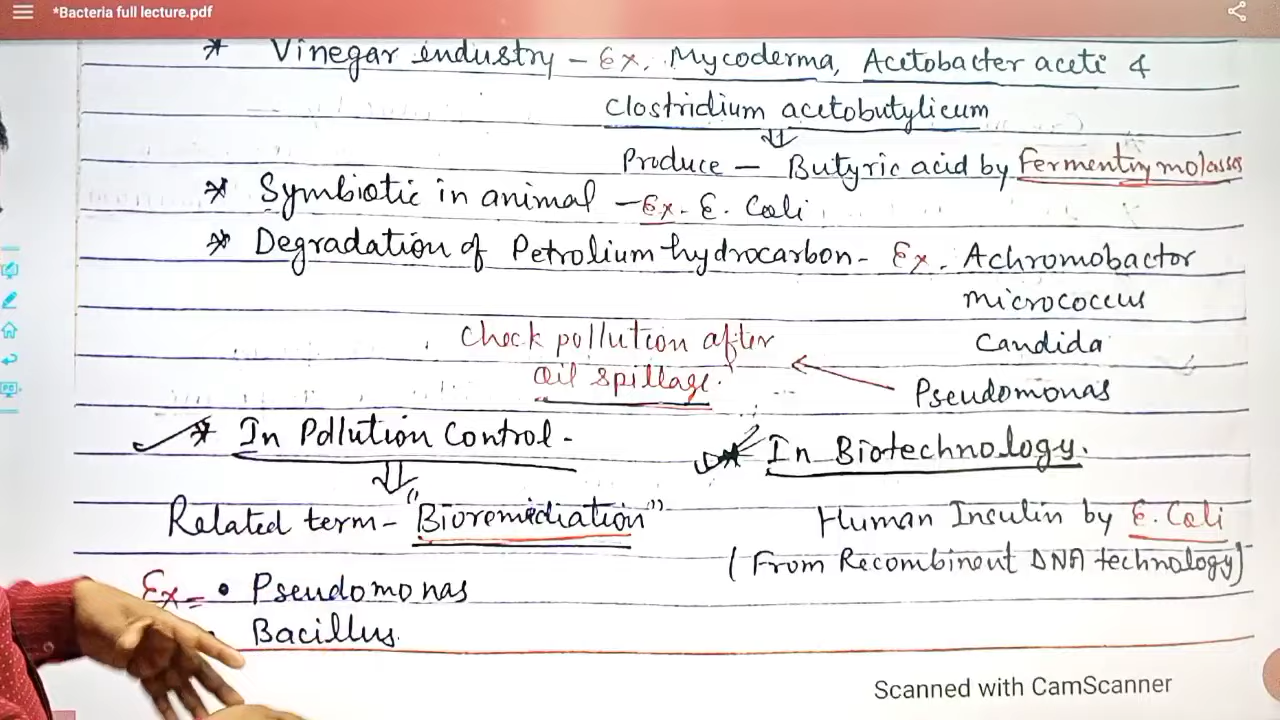 *Bacteria full lecture.pdf
* Vinegar industry - Ex. Mycoderma, Acetobacter aceti &
Clostridium acetobutylicum
Produce - Butyric acid by Fermenting molasses
* Symbiotic in animal - Ex. E. Coli
* Degradation of Petrolium hydrocarbon - Ex. Achromobactor
micrococcus
Candida
Check pollution after
oil spillage.
Pseudomonas
* In Pollution Control -
Related term - "Bioremediation"
Ex = • Pseudomonas
• Bacillus.
* In Biotechnology.
Human Insulin by E. Coli
(From Recombinent DNA technology)
Scanned with CamScanner